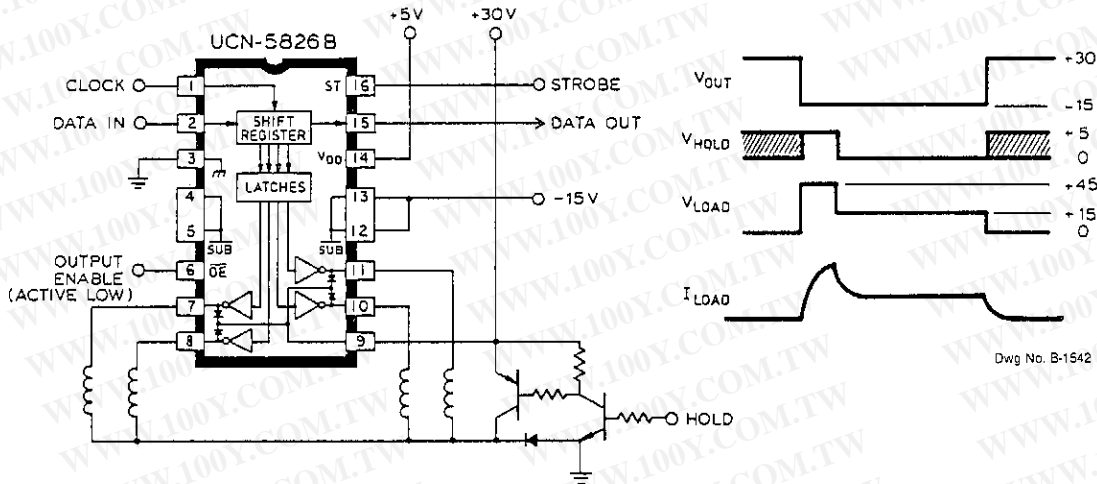 +5V
+30V
UCN-5826B
CLOCK
1
ST
16
STROBE
DATA IN
2
SHIFT
REGISTER
15
DATA OUT
3
VDD
14
+5V
4
LATCHES
13
-15V
5
SUB
SUB
12
OUTPUT
ENABLE
(ACTIVE LOW)
6
OE
11
7
10
8
9
HOLD
VOUT
+30
-15
VHOLD
+5
0
VLOAD
+45
+15
0
ILOAD
Dwg No. B-1542
WWW.100Y.COM.TW